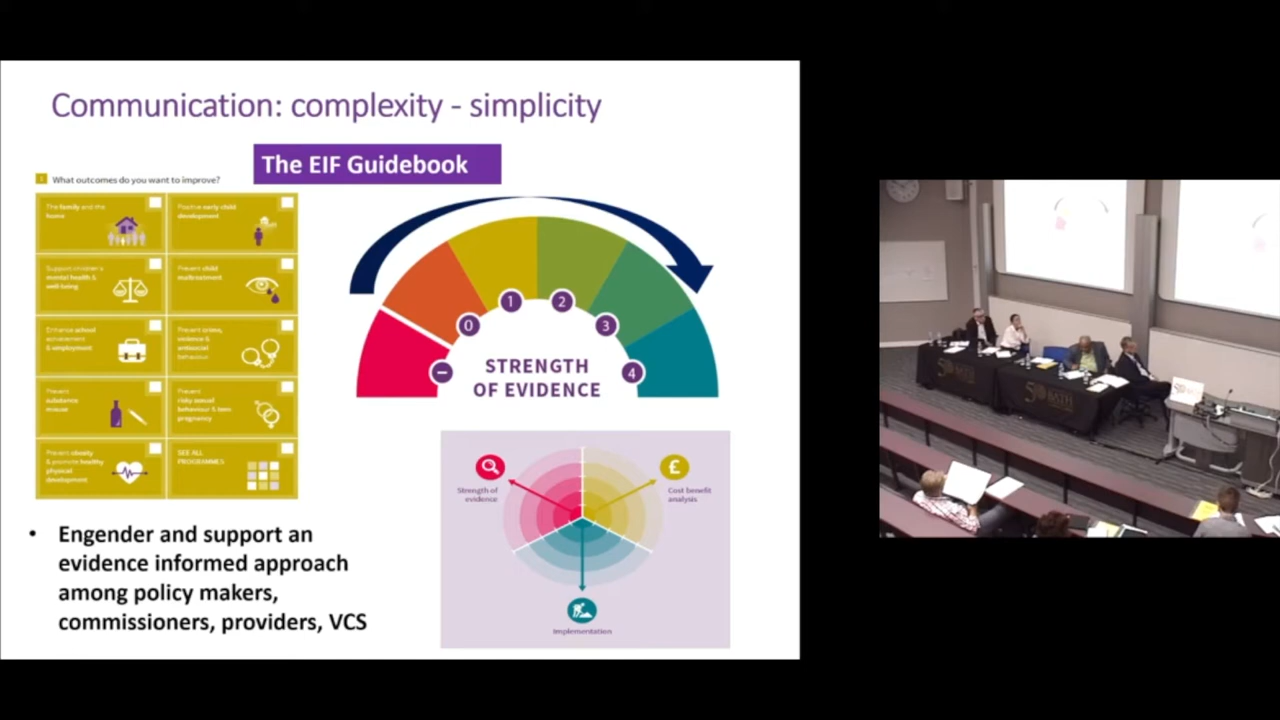 Communication: complexity - simplicity
The EIF Guidebook
What outcomes do you want to improve?
The family and the
home
Positive early child
development
Support children's
mental health &
well-being
Prevent child
maltreatment
Enhance school
achievement
& employment
Prevent crime,
violence &
antisocial
behaviour
Prevent
substance
misuse
Prevent
risky sexual
behaviour & teen
pregnancy
Prevent obesity
& promote healthy
physical
development
SEE ALL
PROGRAMMES
–
0
1
2
3
4
STRENGTH
OF EVIDENCE
Strength of
evidence
£
Cost benefit
analysis
Implementation
• Engender and support an
evidence informed approach
among policy makers,
commissioners, providers, VCS
50 BATH